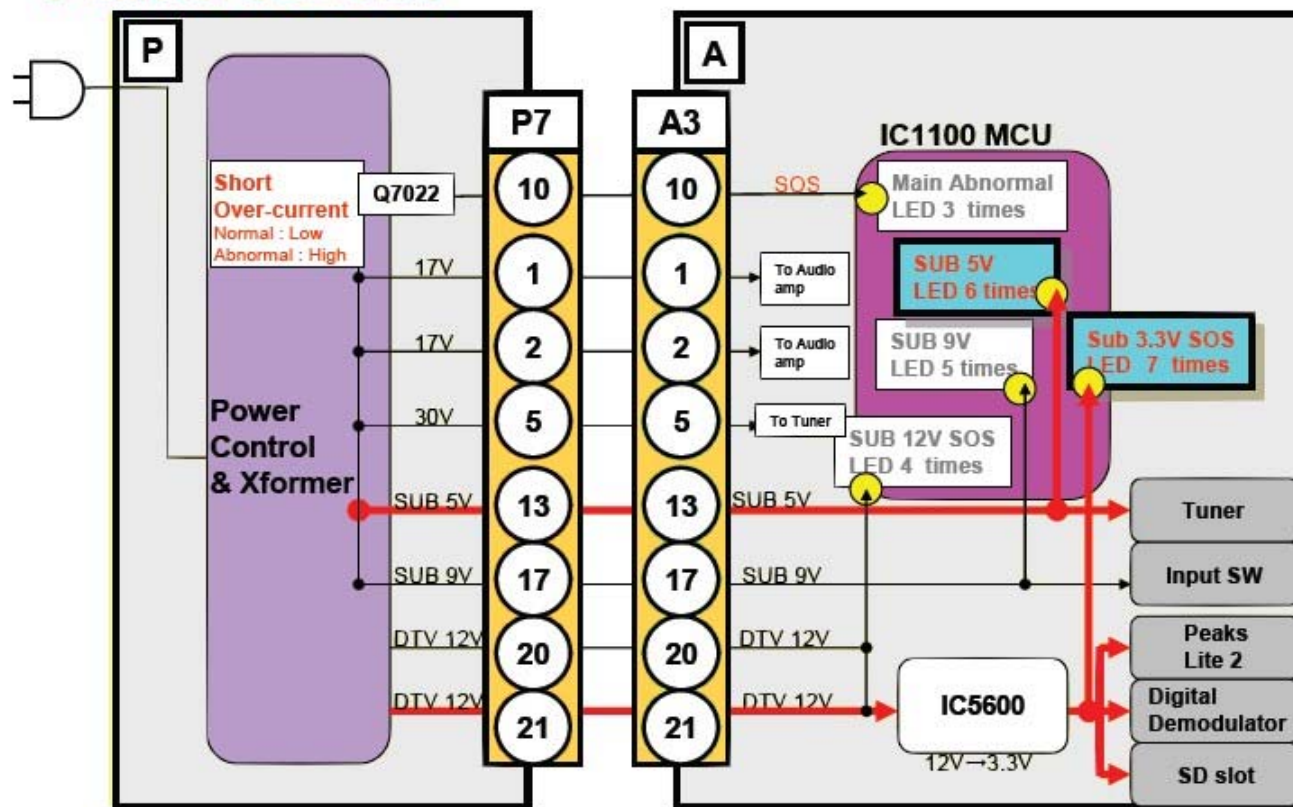 P
A
P7
A3
IC1100 MCU
Short
Over-current
Normal : Low
Abnormal : High
Q7022
10
10
SOS
Main Abnormal
LED 3 times
17V
1
1
To Audio
amp
SUB 5V
LED 6 times
17V
2
2
To Audio
amp
SUB 9V
LED 5 times
Sub 3.3V SOS
LED 7 times
Power
Control
& Xformer
30V
5
5
To Tuner
SUB 12V SOS
LED 4 times
SUB 5V
13
13
SUB 5V
Tuner
SUB 9V
17
17
SUB 9V
Input SW
DTV 12V
20
20
DTV 12V
Peaks
Lite 2
DTV 12V
21
21
DTV 12V
IC5600
12V→3.3V
Digital
Demodulator
SD slot